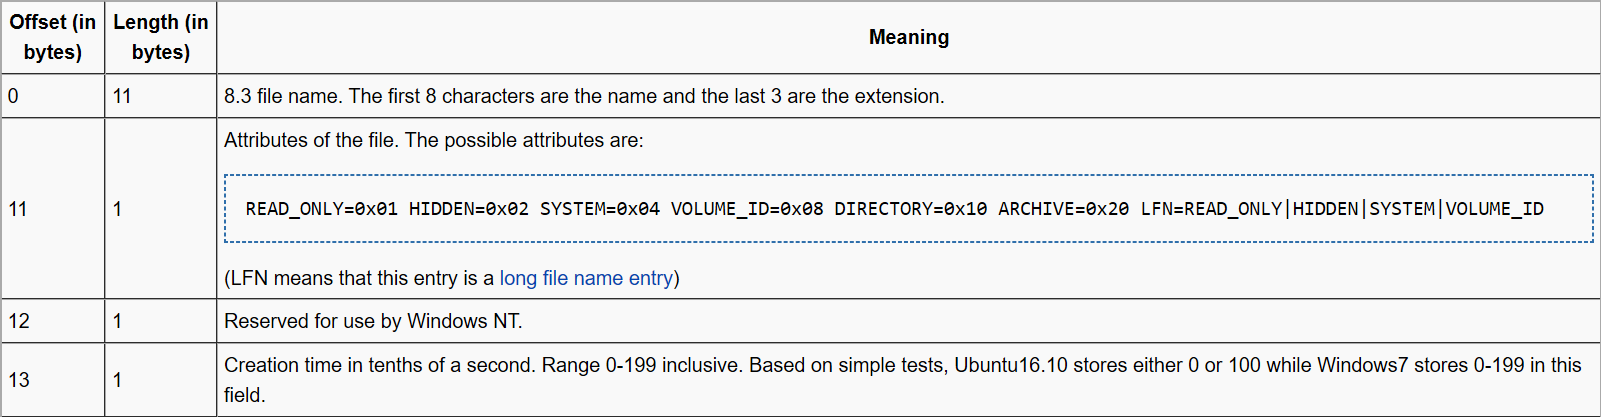 Offset (in bytes) Length (in bytes) Meaning
0 11 8.3 file name. The first 8 characters are the name and the last 3 are the extension.
Attributes of the file. The possible attributes are:
11 1 READ_ONLY=0x01 HIDDEN=0x02 SYSTEM=0x04 VOLUME_ID=0x08 DIRECTORY=0x10 ARCHIVE=0x20 LFN=READ_ONLY|HIDDEN|SYSTEM|VOLUME_ID
(LFN means that this entry is a long file name entry)
12 1 Reserved for use by Windows NT.
13 1 Creation time in tenths of a second. Range 0-199 inclusive. Based on simple tests, Ubuntu16.10 stores either 0 or 100 while Windows7 stores 0-199 in this
field.